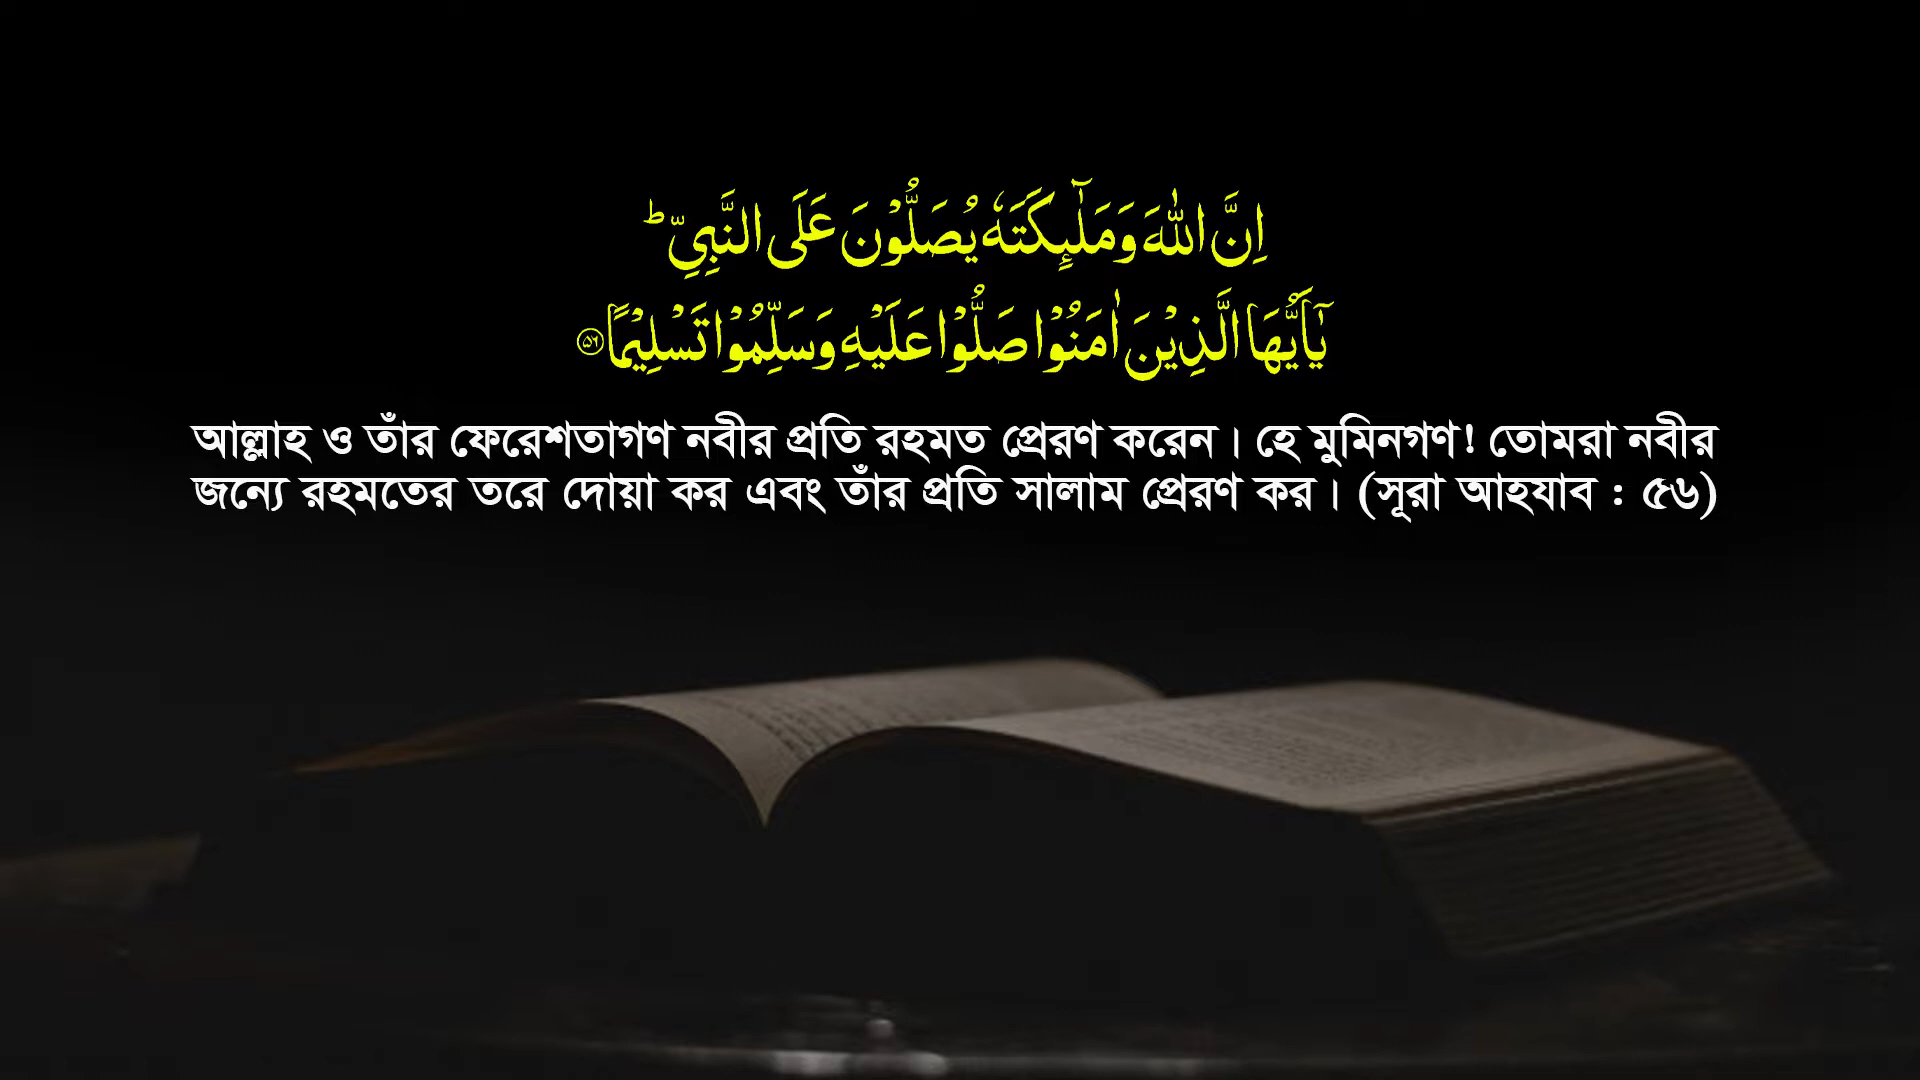 اِنَّ اللّٰهَ وَمَلٰٓئِكَتَهٗ يُصَلُّوْنَ عَلَى النَّبِيِّ ؕ
يٰٓاَيُّهَا الَّذِيْنَ اٰمَنُوْا صَلُّوْا عَلَيْهِ وَسَلِّمُوْا تَسْلِيْمًا ۝۵۶
আল্লাহ ও তাঁর ফেরেশতাগণ নবীর প্রতি রহমত প্রেরণ করেন। হে মুমিনগণ! তোমরা নবীর
জন্যে রহমতের তরে দোয়া কর এবং তাঁর প্রতি সালাম প্রেরণ কর। (সূরা আহযাব : ৫৬)